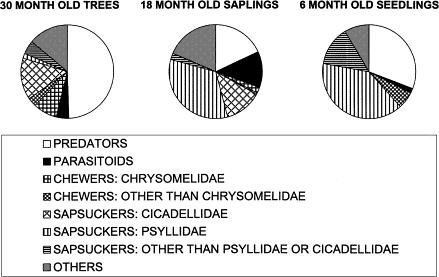 30 MONTH OLD TREES 18 MONTH OLD SAPLINGS 6 MONTH OLD SEEDLINGS
PREDATORS
PARASITOIDS
CHEWERS: CHRYSOMELIDAE
CHEWERS: OTHER THAN CHRYSOMELIDAE
SAPSUCKERS: CICADELLIDAE
SAPSUCKERS: PSYLLIDAE
SAPSUCKERS: OTHER THAN PSYLLIDAE OR CICADELLIDAE
OTHERS